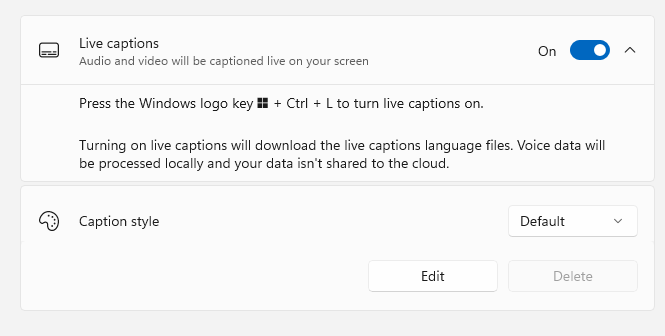 Live captions
Audio and video will be captioned live on your screen
On
Press the Windows logo key + Ctrl + L to turn live captions on.
Turning on live captions will download the live captions language files. Voice data will
be processed locally and your data isn't shared to the cloud.
Caption style
Default
Edit
Delete